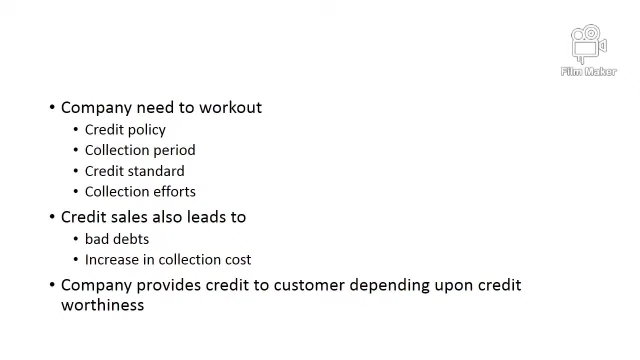 Film Maker
• Company need to workout
• Credit policy
• Collection period
• Credit standard
• Collection efforts
• Credit sales also leads to
• bad debts
• Increase in collection cost
• Company provides credit to customer depending upon credit
worthiness